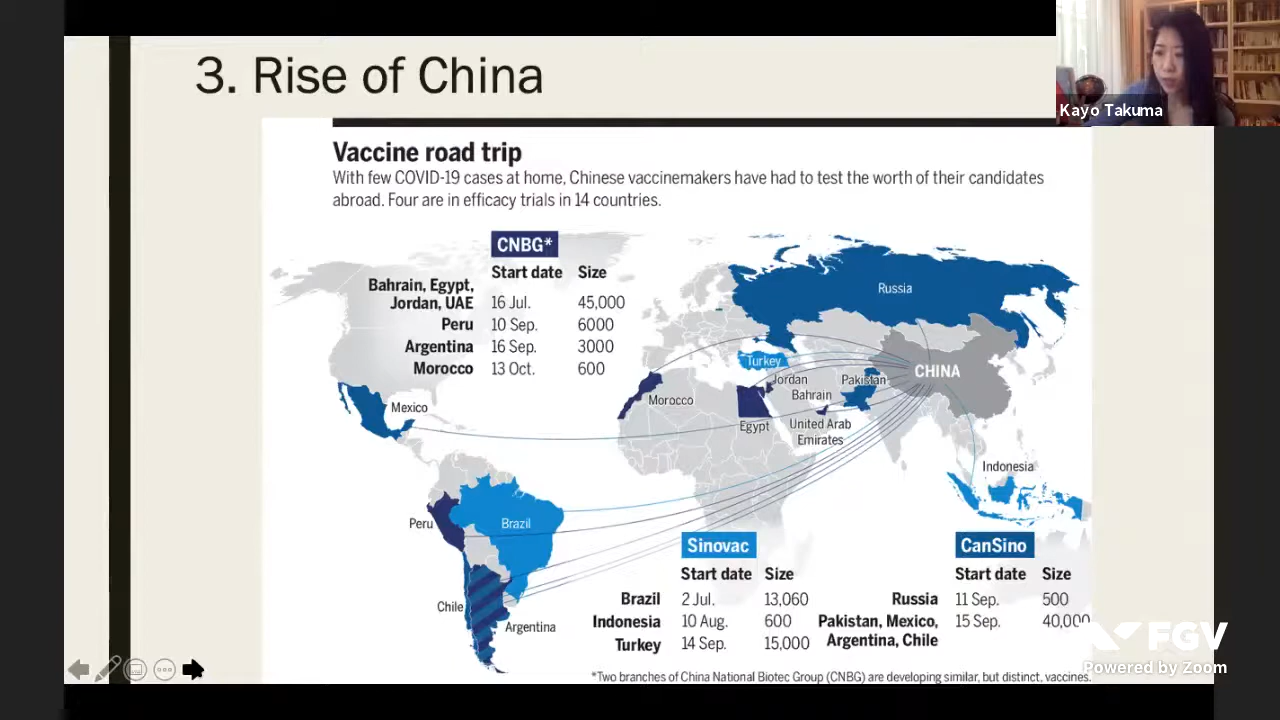 3. Rise of China
Kayo Takuma
Vaccine road trip
With few COVID-19 cases at home, Chinese vaccinemakers have had to test the worth of their candidates
abroad. Four are in efficacy trials in 14 countries.
CNBG*
Start date Size
Bahrain, Egypt,
Jordan, UAE 16 Jul. 45,000
Peru 10 Sep. 6000
Argentina 16 Sep. 3000
Morocco 13 Oct. 600
Russia
Turkey
CHINA
Jordan
Pakistan
Bahrain
Morocco
Mexico
Egypt
United Arab
Emirates
Indonesia
Peru
Brazil
Chile
Argentina
Sinovac
Start date Size
Brazil 2 Jul. 13,060
Indonesia 10 Aug. 600
Turkey 14 Sep. 15,000
CanSino
Start date Size
Russia 11 Sep. 500
Pakistan, Mexico, 15 Sep. 40,000
Argentina, Chile
FGV
Powered by Zoom
*Two branches of China National Biotec Group (CNBG) are developing similar, but distinct, vaccines.